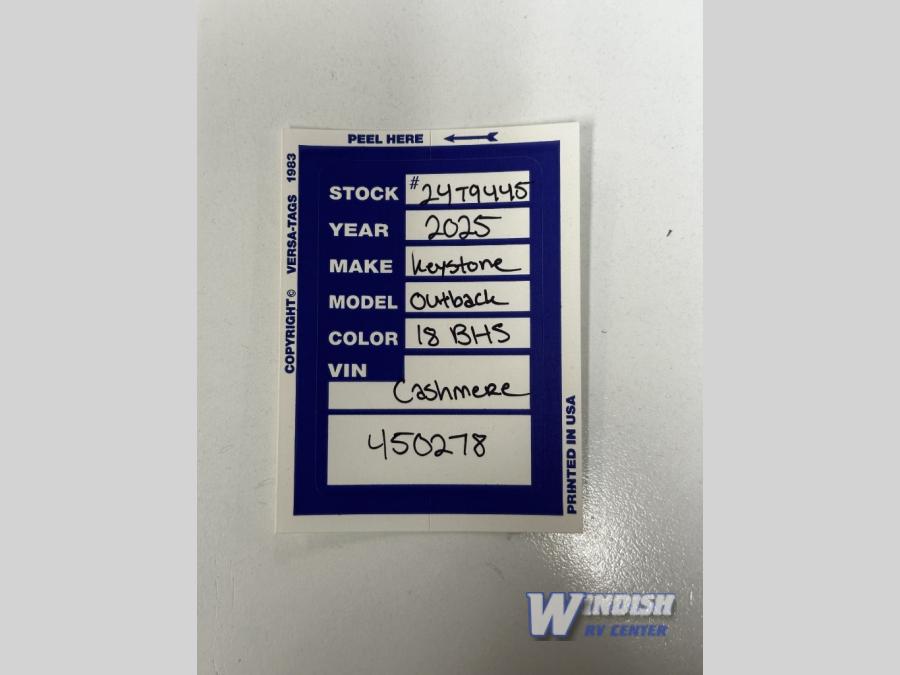 PEEL HERE
COPYRIGHT © VERSA-TAGS 1983
STOCK # 24T9445
YEAR 2025
MAKE Keystone
MODEL Outback
COLOR 18 BHS
VIN
Cashmere
450278
PRINTED IN USA
WINDISH
RV CENTER